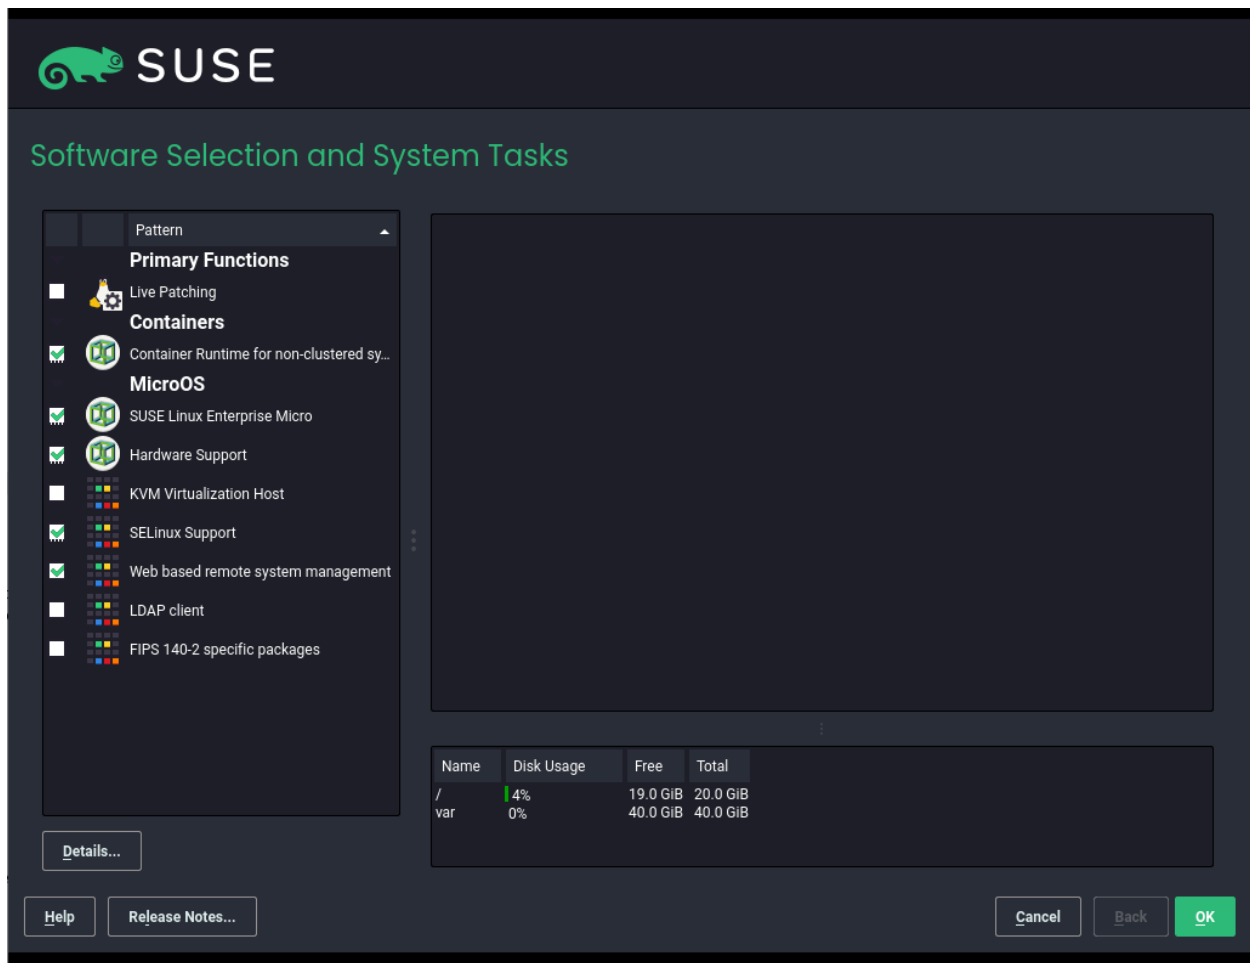 SUSE
Software Selection and System Tasks
Pattern
Primary Functions
Live Patching
Containers
Container Runtime for non-clustered sy...
MicroOS
SUSE Linux Enterprise Micro
Hardware Support
KVM Virtualization Host
SELinux Support
Web based remote system management
LDAP client
FIPS 140-2 specific packages
Name Disk Usage Free Total
/ 4% 19.0 GiB 20.0 GiB
var 0% 40.0 GiB 40.0 GiB
Details...
Help Release Notes... Cancel Back OK